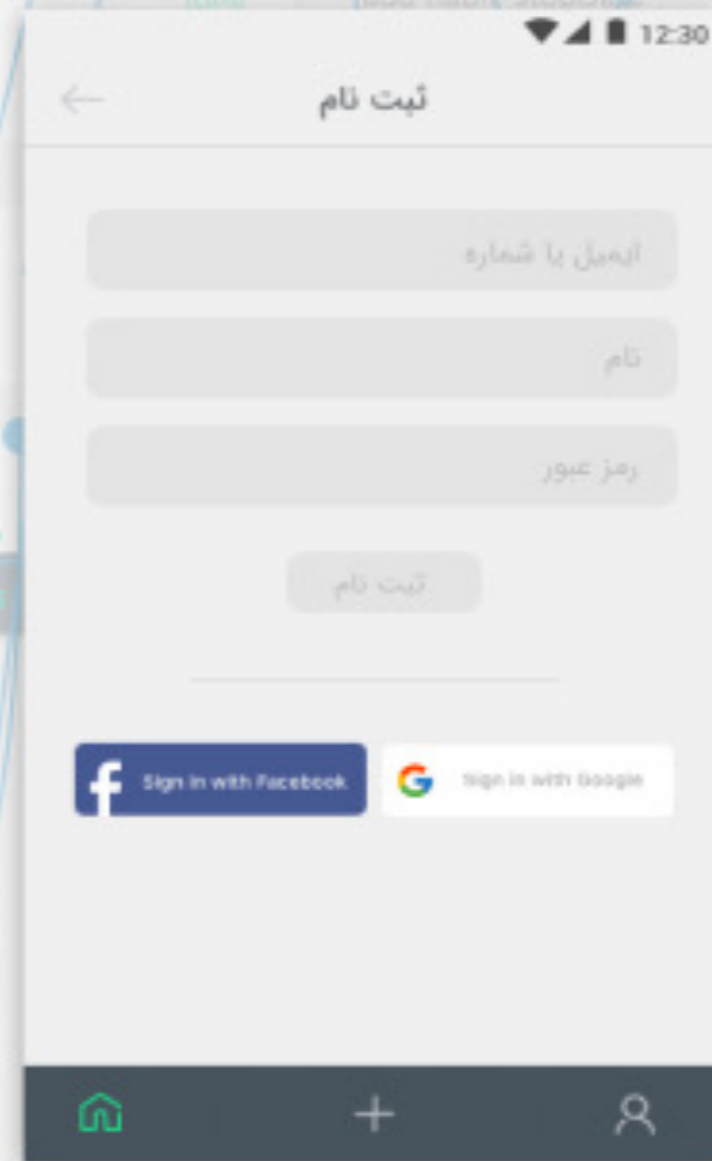 12:30
ثبت نام
ایمیل یا شماره
نام
رمز عبور
ثبت نام
Sign in with Facebook
Sign in with Google